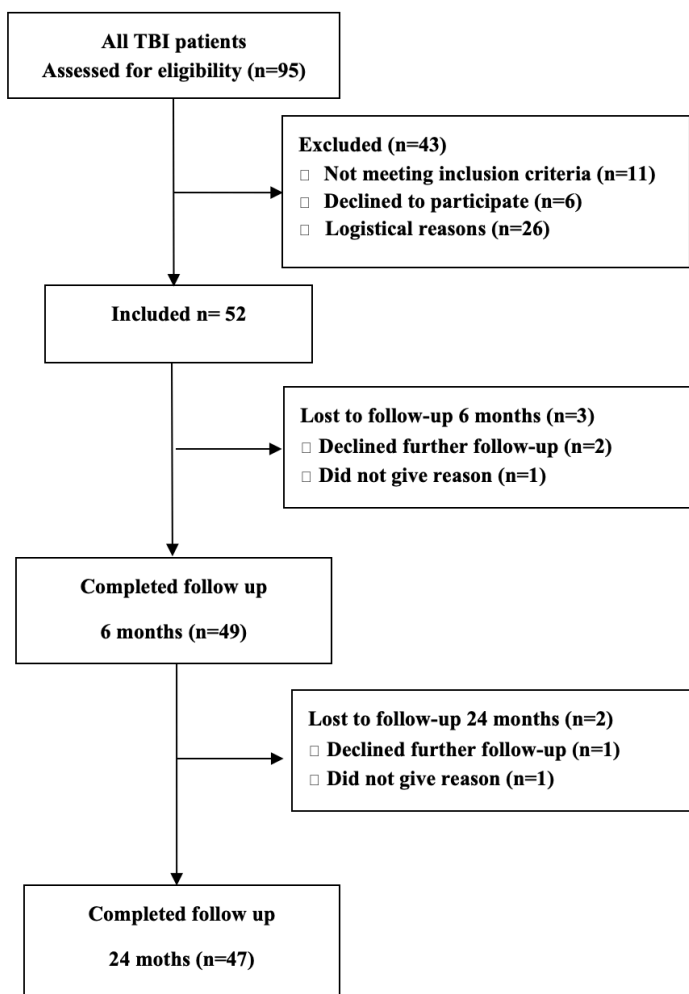 All TBI patients
Assessed for eligibility (n=95)
Excluded (n=43)
□ Not meeting inclusion criteria (n=11)
□ Declined to participate (n=6)
□ Logistical reasons (n=26)
Included n= 52
Lost to follow-up 6 months (n=3)
□ Declined further follow-up (n=2)
□ Did not give reason (n=1)
Completed follow up
6 months (n=49)
Lost to follow-up 24 months (n=2)
□ Declined further follow-up (n=1)
□ Did not give reason (n=1)
Completed follow up
24 moths (n=47)